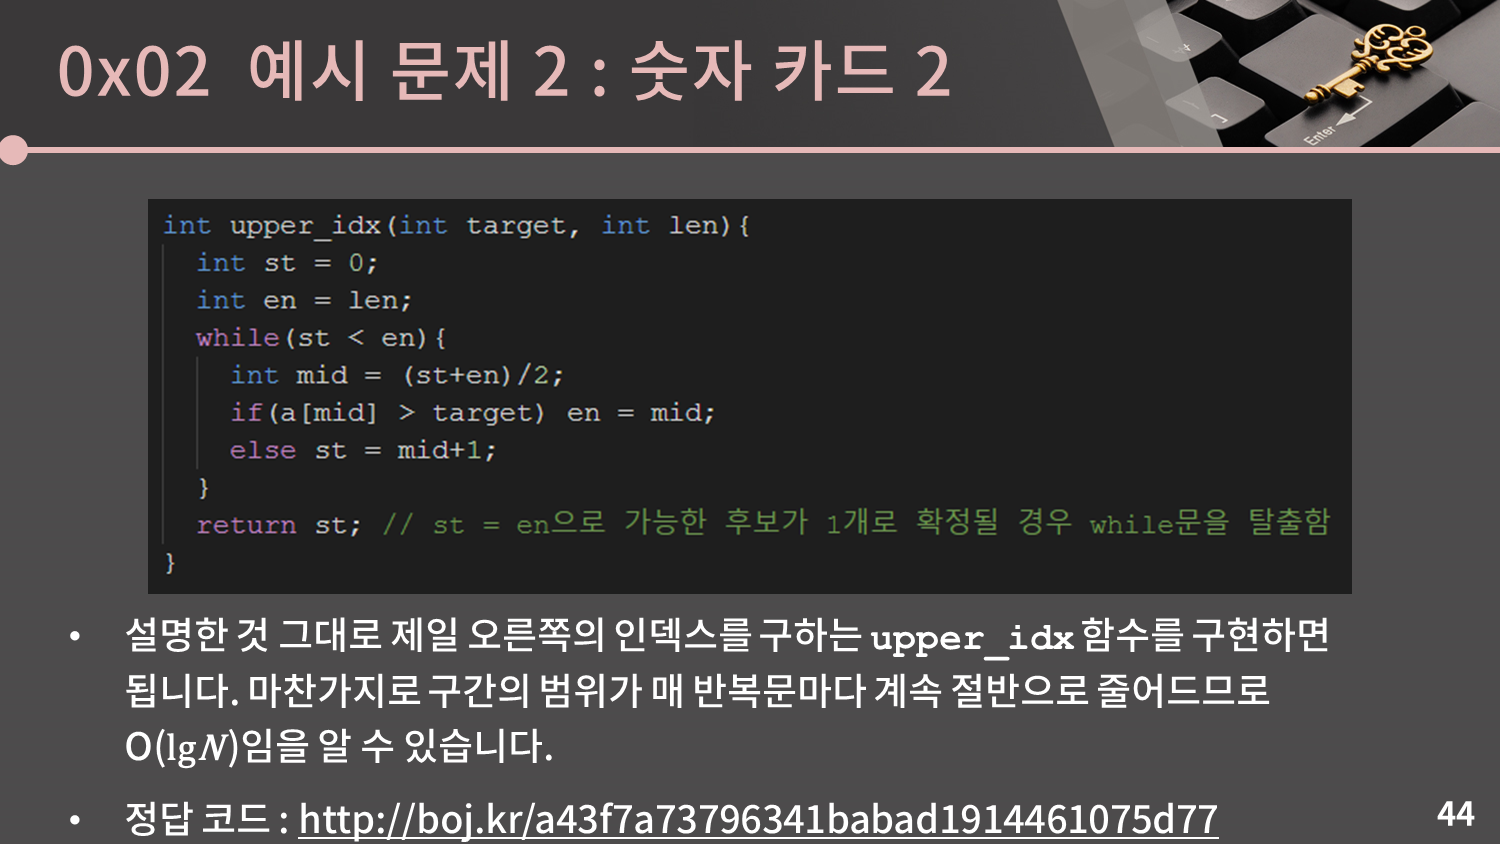 0x02 예시 문제 2 : 숫자 카드 2
Enter
int upper_idx(int target, int len){
int st = 0;
int en = len;
while(st < en){
int mid = (st+en)/2;
if(a[mid] > target) en = mid;
else st = mid+1;
}
return st; // st = en으로 가능한 후보가 1개로 확정될 경우 while문을 탈출함
}
• 설명한 것 그대로 제일 오른쪽의 인덱스를 구하는 upper_idx 함수를 구현하면
됩니다. 마찬가지로 구간의 범위가 매 반복문마다 계속 절반으로 줄어드므로
O(lgN)임을 알 수 있습니다.
• 정답 코드 : http://boj.kr/a43f7a73796341babad1914461075d77
44